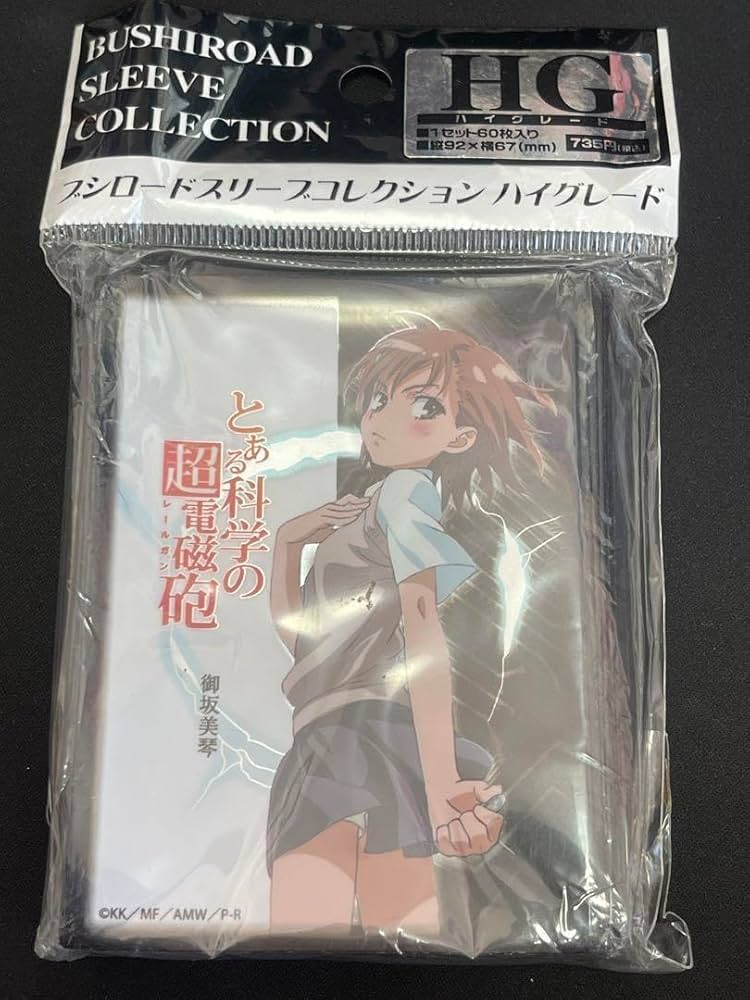 BUSHIROAD
SLEEVE
COLLECTION
HG
ハイグレード
■1セット60枚入り
■縦92×横67(mm)
735円(税込)
ブシロードスリーブコレクション ハイグレード
とある科学の
超電磁砲
レールガン
御坂美琴
©KK/MF/AMW/P-R